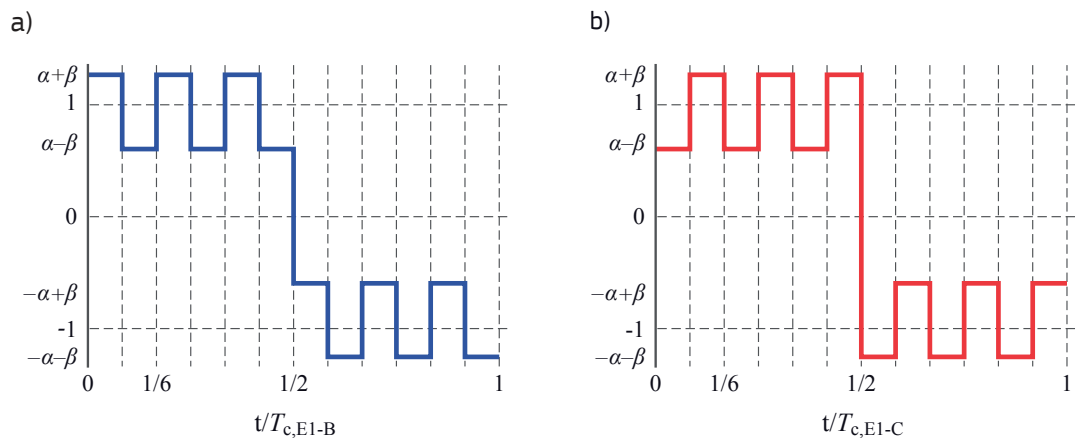 a)
α+β
1
α–β
0
–α+β
-1
–α–β
0 1/6 1/2 1
t/Tc,E1-B
b)
α+β
1
α–β
0
–α+β
-1
–α–β
0 1/6 1/2 1
t/Tc,E1-C